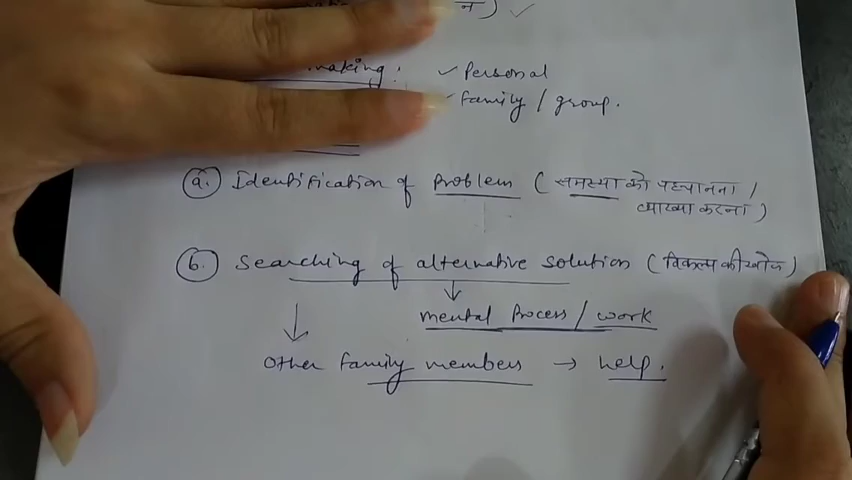 न) ✓
making: ✓ Personal
Family / group.
(a.) Identification of Problem (समस्या को पहचानना /
व्याख्या करना)
(b.) Searching of alternative solution (विकल्प की खोज)
↓
mental Process / work
↓
Other family members → help.